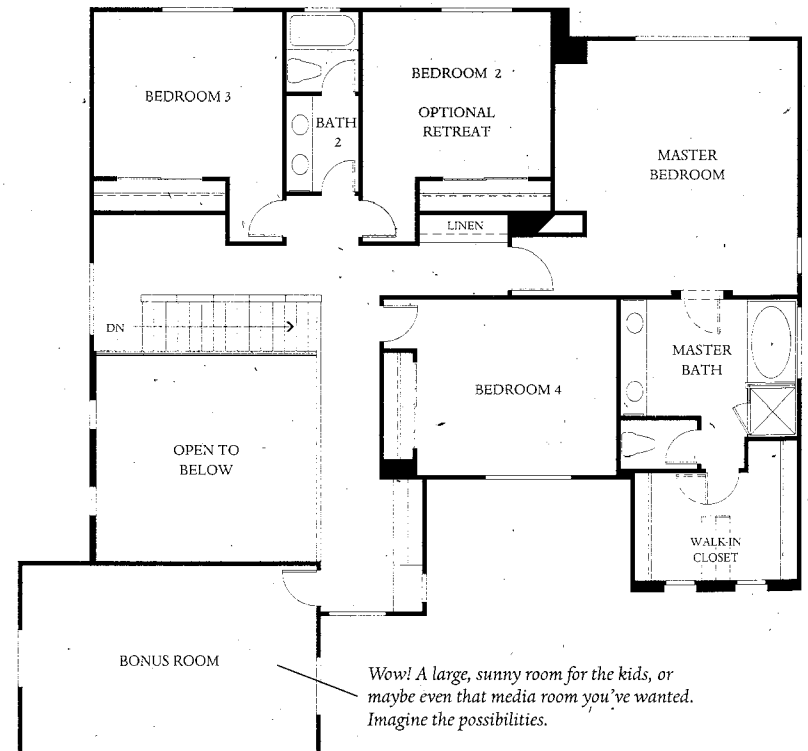 BEDROOM 3
BATH
2
BEDROOM 2
OPTIONAL
RETREAT
MASTER
BEDROOM
LINEN
DN
BEDROOM 4
MASTER
BATH
OPEN TO
BELOW
WALK-IN
CLOSET
BONUS ROOM
Wow! A large, sunny room for the kids, or
maybe even that media room you've wanted.
Imagine the possibilities.